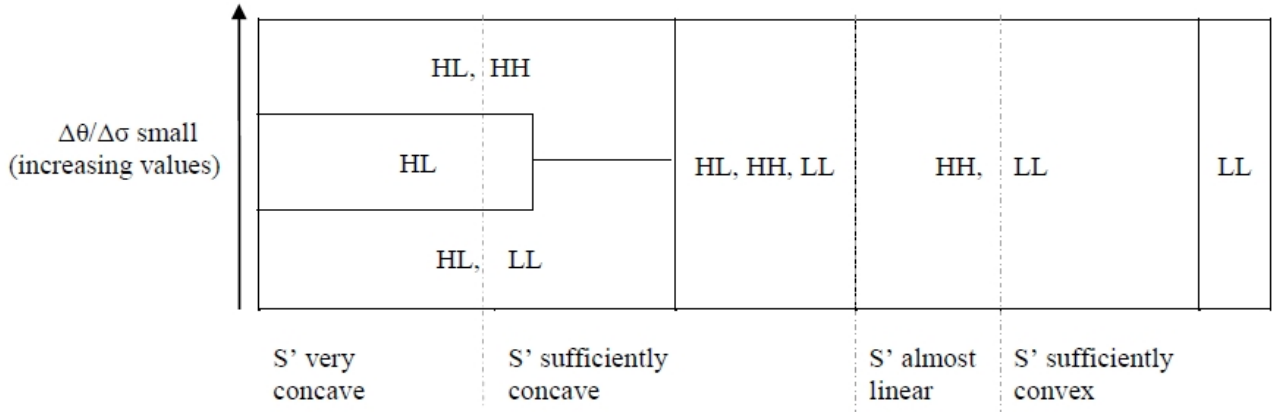 HL, HH
Δθ/Δσ small
(increasing values)
HL
HL, HH, LL
HH, LL
LL
HL, LL
S’ very
concave
S’ sufficiently
concave
S’ almost
linear
S’ sufficiently
convex